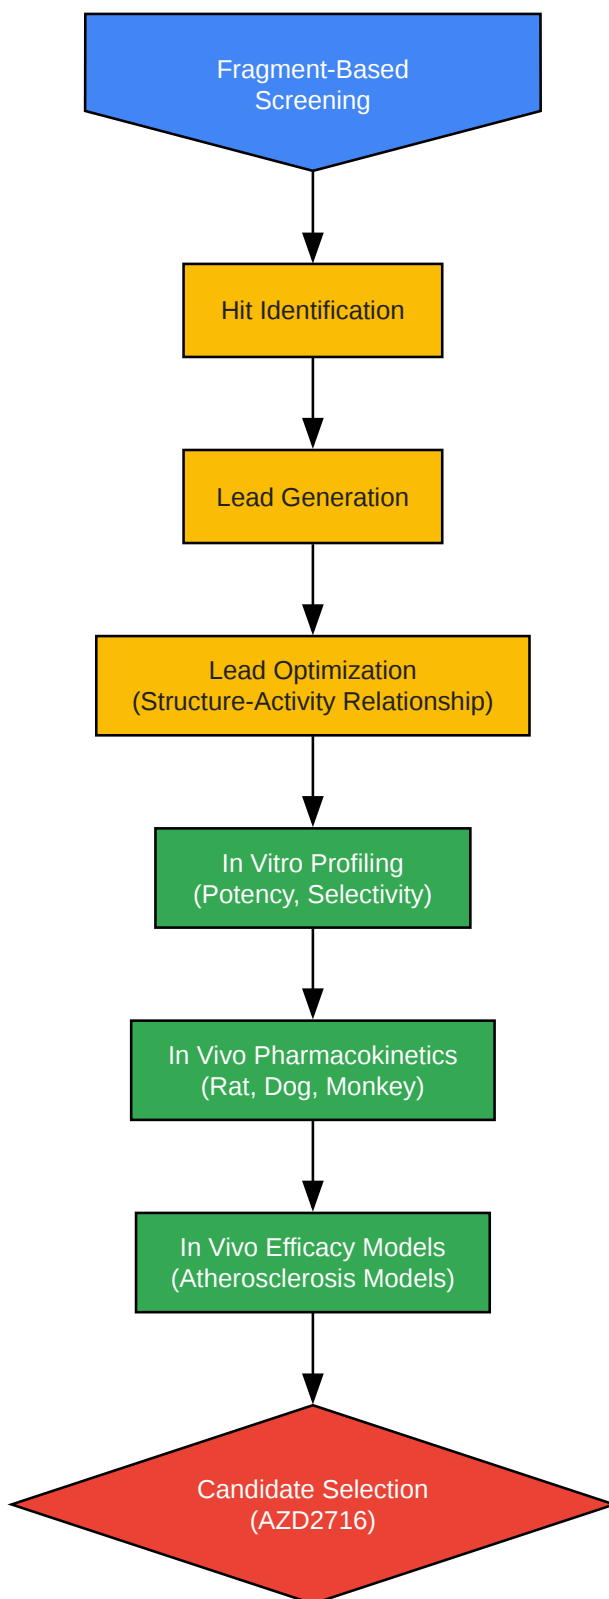 Fragment-Based
Screening
Hit Identification
Lead Generation
Lead Optimization
(Structure-Activity Relationship)
In Vitro Profiling
(Potency, Selectivity)
In Vivo Pharmacokinetics
(Rat, Dog, Monkey)
In Vivo Efficacy Models
(Atherosclerosis Models)
Candidate Selection
(AZD2716)